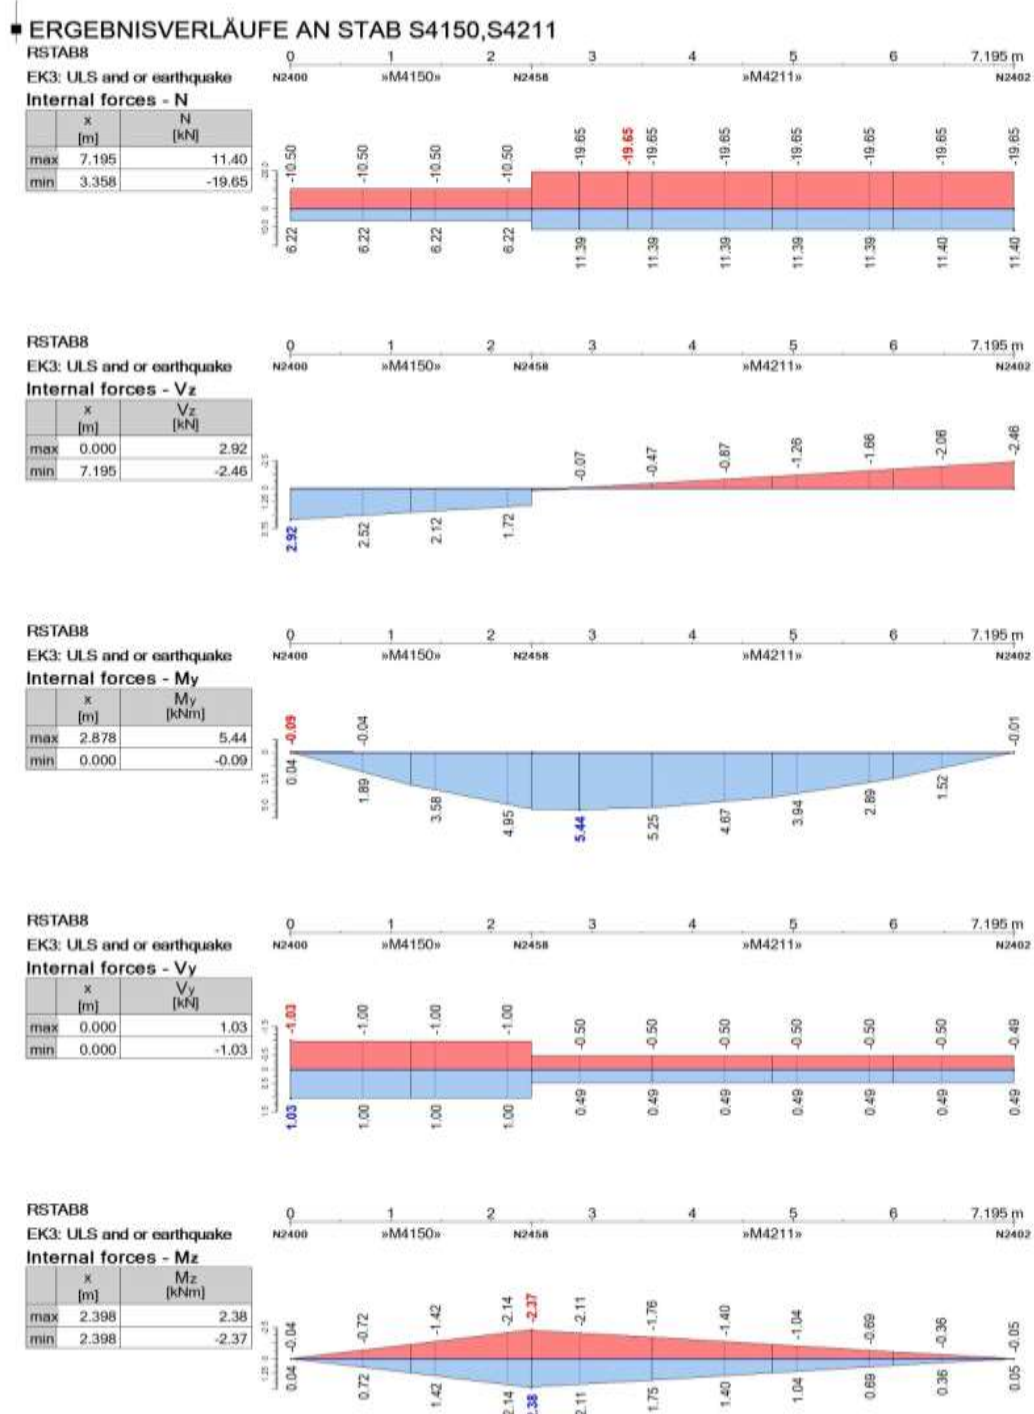 ERGEBNISVERLÄUFE AN STAB S4150,S4211
RSTAB8
EK3: ULS and or earthquake
Internal forces - N
0 1 2 3 4 5 6 7.195 m
N2400 »M4150» N2458 »M4211» N2402
x [m] N [kN]
max 7.195 11.40
min 3.358 -19.65
-10.50 -10.50 -10.50 -10.50 -19.65 -19.65 -19.65 -19.65 -19.65 -19.65 -19.65 -19.65
6.22 6.22 6.22 6.22 11.39 11.39 11.39 11.39 11.39 11.40 11.40
RSTAB8
EK3: ULS and or earthquake
Internal forces - Vz
0 1 2 3 4 5 6 7.195 m
N2400 »M4150» N2458 »M4211» N2402
x [m] Vz [kN]
max 0.000 2.92
min 7.195 -2.46
-0.07 -0.47 -0.87 -1.26 -1.66 -2.06 -2.46
2.92 2.52 2.12 1.72
RSTAB8
EK3: ULS and or earthquake
Internal forces - My
0 1 2 3 4 5 6 7.195 m
N2400 »M4150» N2458 »M4211» N2402
x [m] My [kNm]
max 2.878 5.44
min 0.000 -0.09
-0.09 -0.04 -0.01
0.04 1.89 3.58 4.95 5.44 5.25 4.67 3.94 2.89 1.52
RSTAB8
EK3: ULS and or earthquake
Internal forces - Vy
0 1 2 3 4 5 6 7.195 m
N2400 »M4150» N2458 »M4211» N2402
x [m] Vy [kN]
max 0.000 1.03
min 0.000 -1.03
-1.03 -1.00 -1.00 -1.00 -0.50 -0.50 -0.50 -0.50 -0.50 -0.50 -0.49
1.03 1.00 1.00 1.00 0.49 0.49 0.49 0.49 0.49 0.49 0.49
RSTAB8
EK3: ULS and or earthquake
Internal forces - Mz
0 1 2 3 4 5 6 7.195 m
N2400 »M4150» N2458 »M4211» N2402
x [m] Mz [kNm]
max 2.398 2.38
min 2.398 -2.37
-0.04 -0.72 -1.42 -2.14 -2.37 -2.11 -1.76 -1.40 -1.04 -0.69 -0.36 -0.05
0.04 0.72 1.42 2.14 2.11 1.75 1.40 1.04 0.69 0.36 0.05